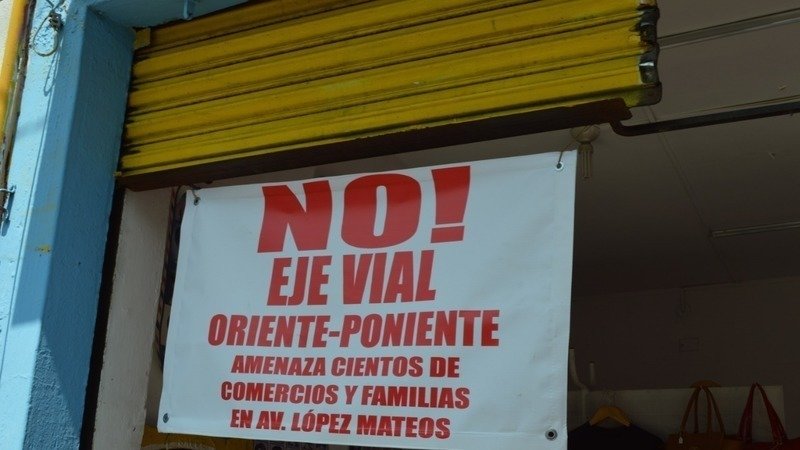 NO!
EJE VIAL
ORIENTE-PONIENTE
AMENAZA CIENTOS DE
COMERCIOS Y FAMILIAS
EN AV. LÓPEZ MATEOS